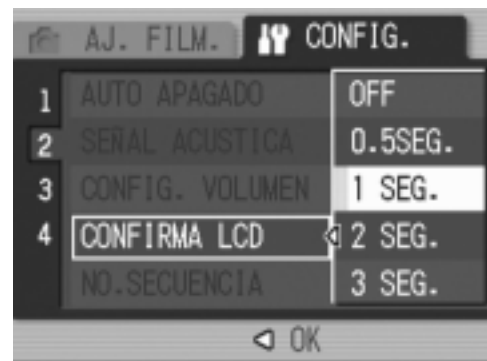 AJ. FILM. CONFIG.
1 AUTO APAGADO OFF
2 SEÑAL ACUSTICA 0.5SEG.
3 CONFIG. VOLUMEN 1 SEG.
4 CONFIRMA LCD 2 SEG.
NO.SECUENCIA 3 SEG.
OK